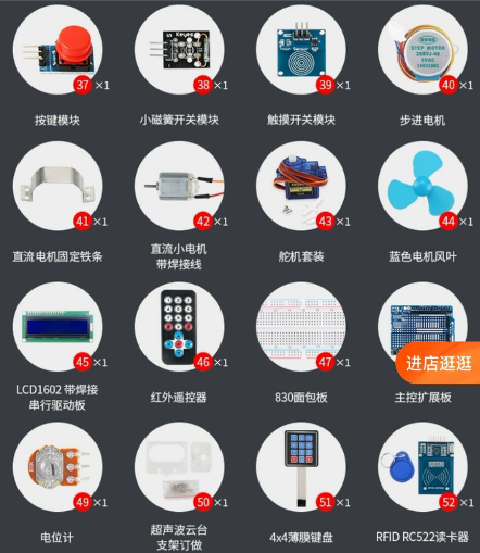 Keyes
STEP MOTOR
28BYJ-48
5VDC
37 ×1
38 ×1
39 ×1
40 ×1
按键模块
小磁簧开关模块
触摸开关模块
步进电机
41 ×1
42 ×1
43 ×1
44 ×1
直流电机固定铁条
直流小电机
带焊接线
舵机套装
蓝色电机风叶
45 ×1
46 ×1
47 ×1
进店逛逛
LCD1602 带焊接
串行驱动板
红外遥控器
830面包板
主控扩展板
49 ×1
50 ×1
51 ×1
52 ×1
电位计
超声波云台
支架订做
4x4薄膜键盘
RFID RC522读卡器